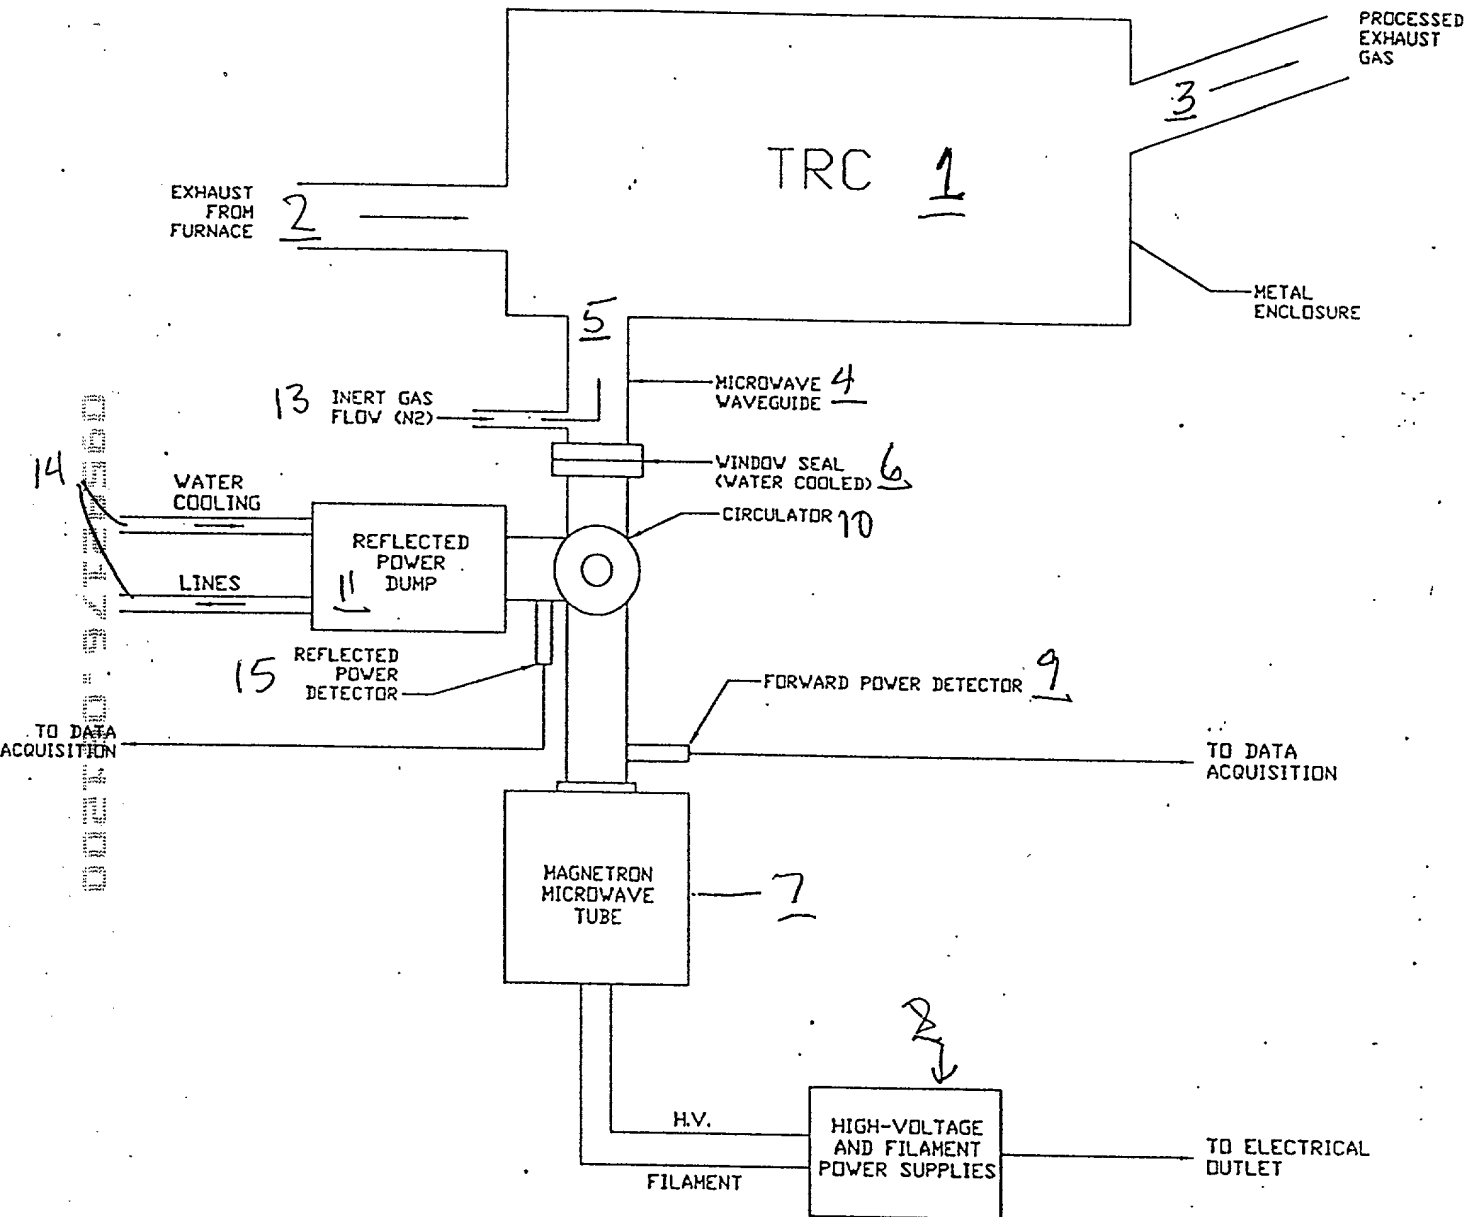 PROCESSED
EXHAUST
GAS
3
TRC 1
EXHAUST
FROM
FURNACE
2
METAL
ENCLOSURE
5
MICROWAVE 4
WAVEGUIDE
13
INERT GAS
FLOW (N2)
WINDOW SEAL
(WATER COOLED) 6
14
WATER
COOLING
CIRCULATOR 10
REFLECTED
POWER
DUMP
11
LINES
15
REFLECTED
POWER
DETECTOR
FORWARD POWER DETECTOR 9
TO DATA
ACQUISITION
TO DATA
ACQUISITION
MAGNETRON
MICROWAVE
TUBE
7
8
H.V.
HIGH-VOLTAGE
AND FILAMENT
POWER SUPPLIES
TO ELECTRICAL
OUTLET
FILAMENT